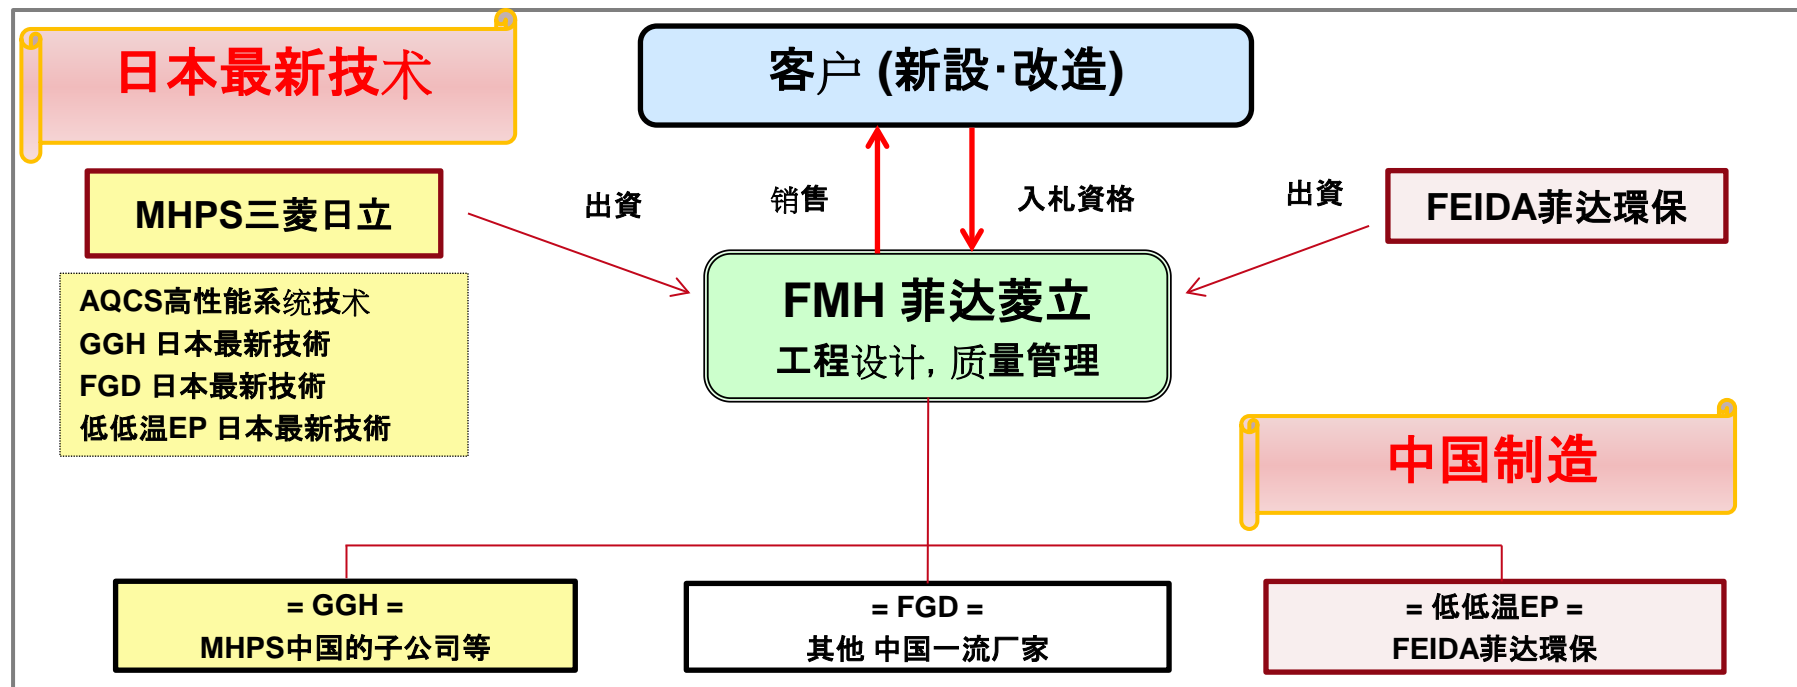 日本最新技术
客户 (新設·改造)
MHPS三菱日立
出資
销售
入札資格
出資
FEIDA菲达環保
AQCS高性能系统技术
GGH 日本最新技術
FGD 日本最新技術
低低温EP 日本最新技術
FMH 菲达菱立
工程设计, 质量管理
中国制造
= GGH =
MHPS中国的子公司等
= FGD =
其他 中国一流厂家
= 低低温EP =
FEIDA菲达環保